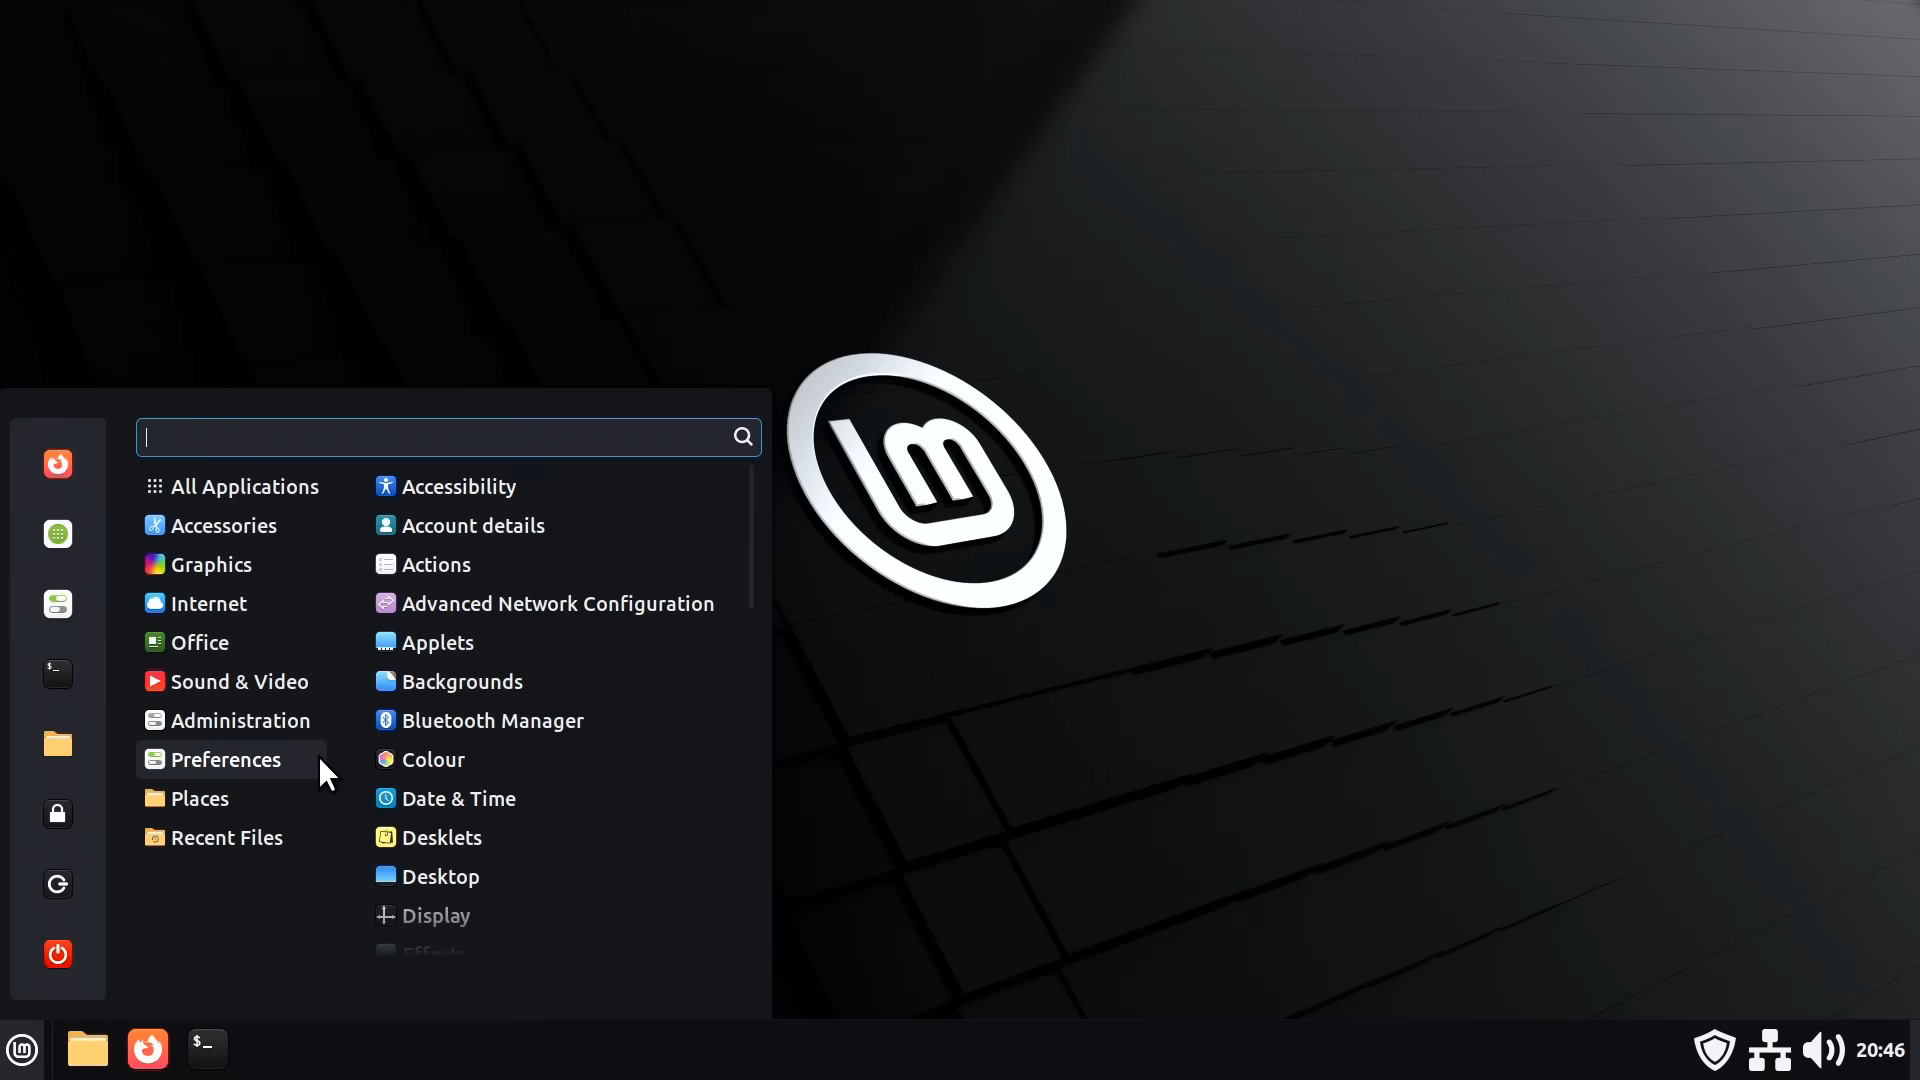 All Applications
Accessories
Graphics
Internet
Office
Sound & Video
Administration
Preferences
Places
Recent Files
Accessibility
Account details
Actions
Advanced Network Configuration
Applets
Backgrounds
Bluetooth Manager
Colour
Date & Time
Desklets
Desktop
Display
Effects
$_
$_
20:46